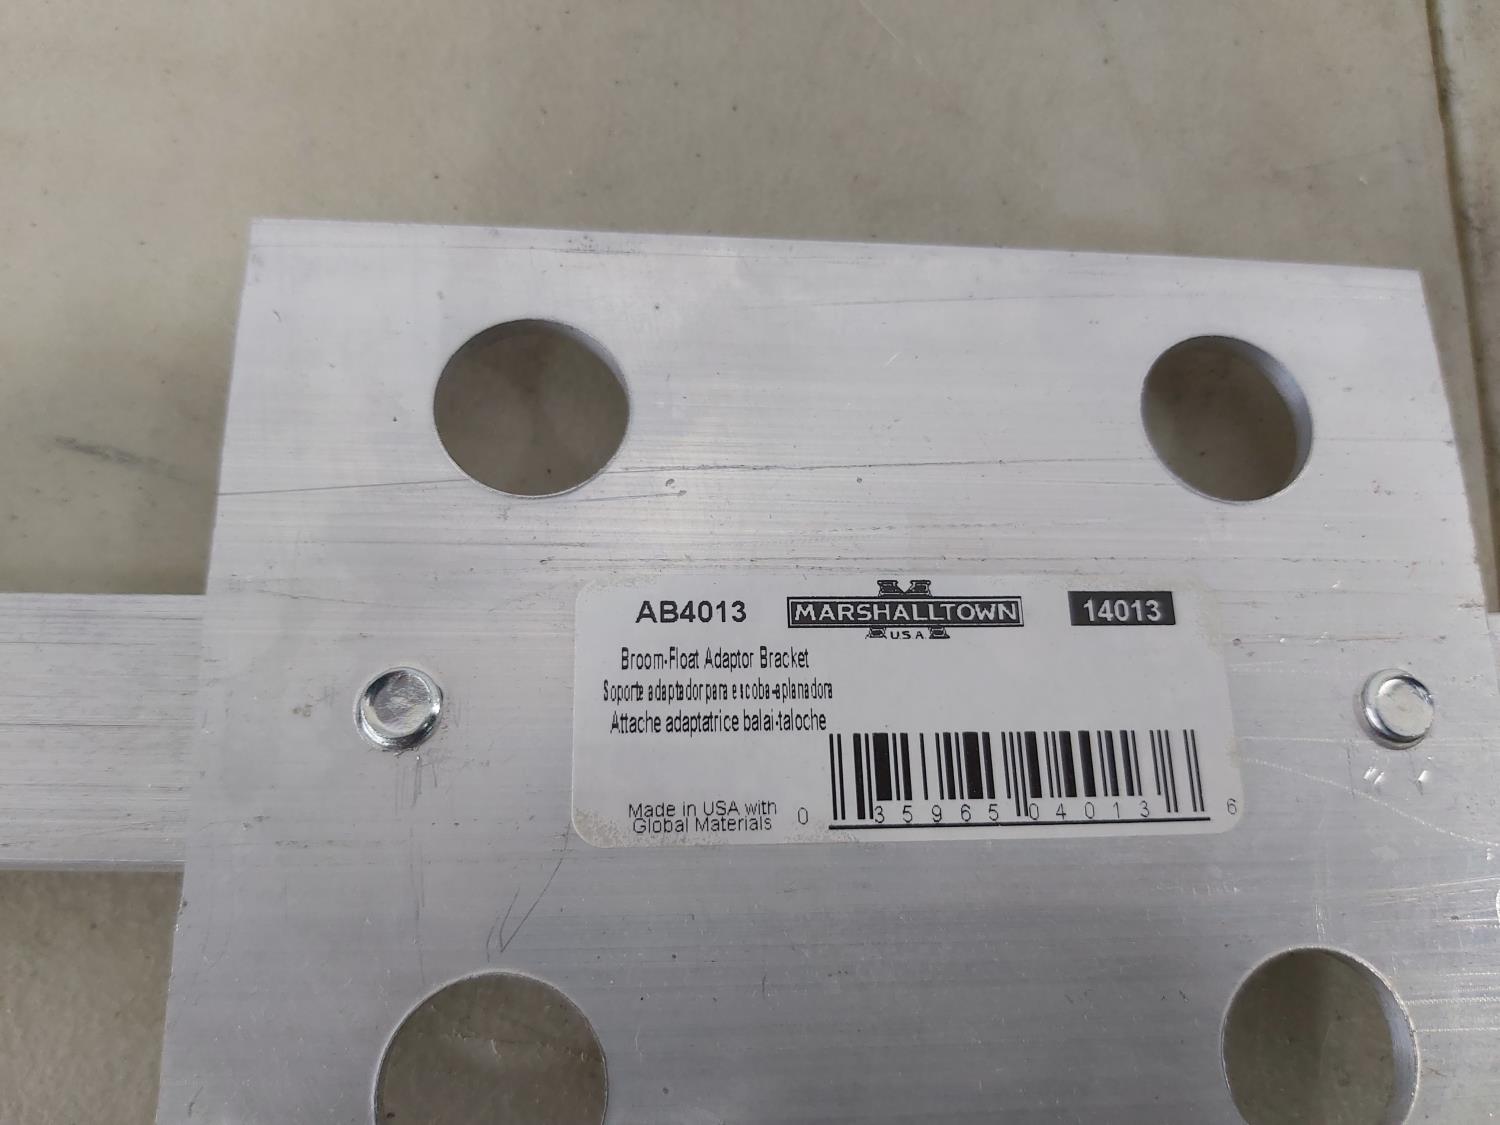 AB4013
MARSHALLTOWN
U.S.A.
14013
Broom-Float Adaptor Bracket
Soporte adaptador para escoba-aplanadora
Attache adaptatrice balai-taloche
Made in USA with
Global Materials
0 35965 04013 6